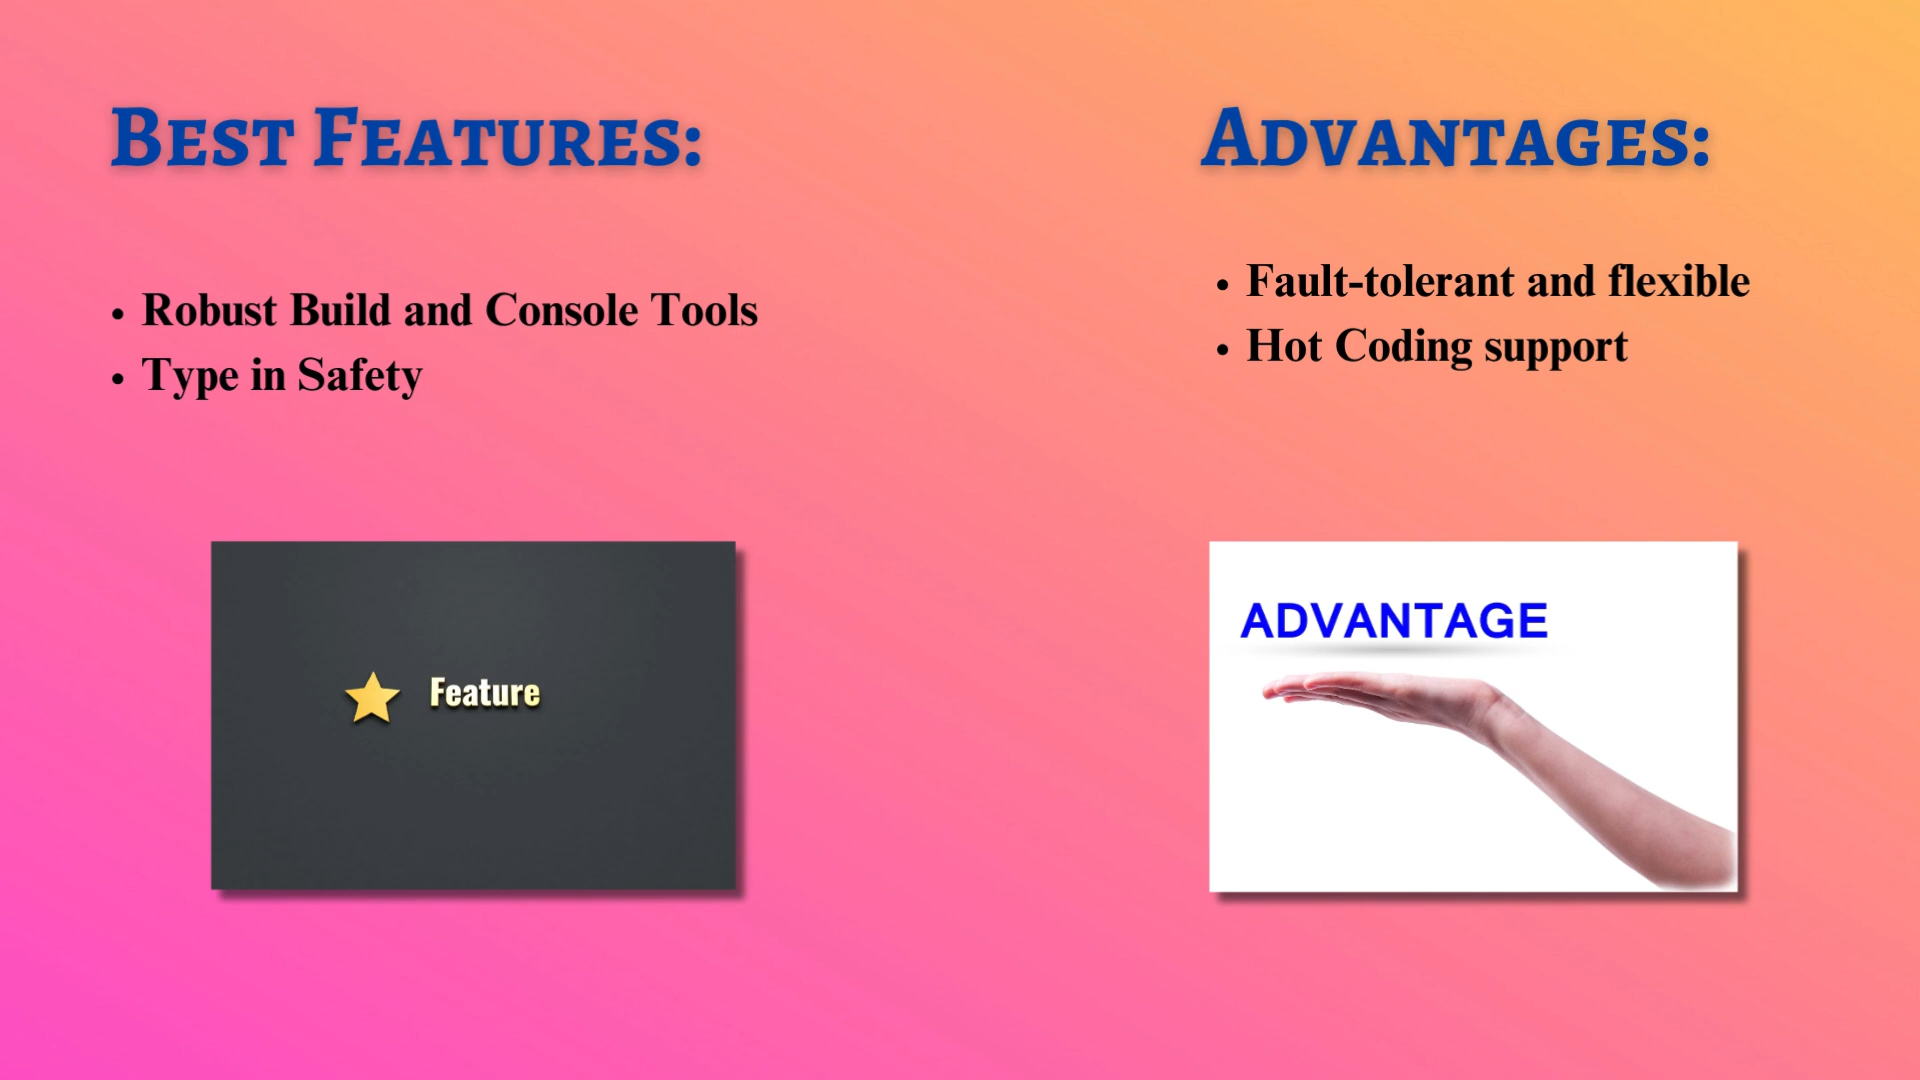 Best Features:
Robust Build and Console Tools
Type in Safety
Feature
Advantages:
Fault-tolerant and flexible
Hot Coding support
ADVANTAGE